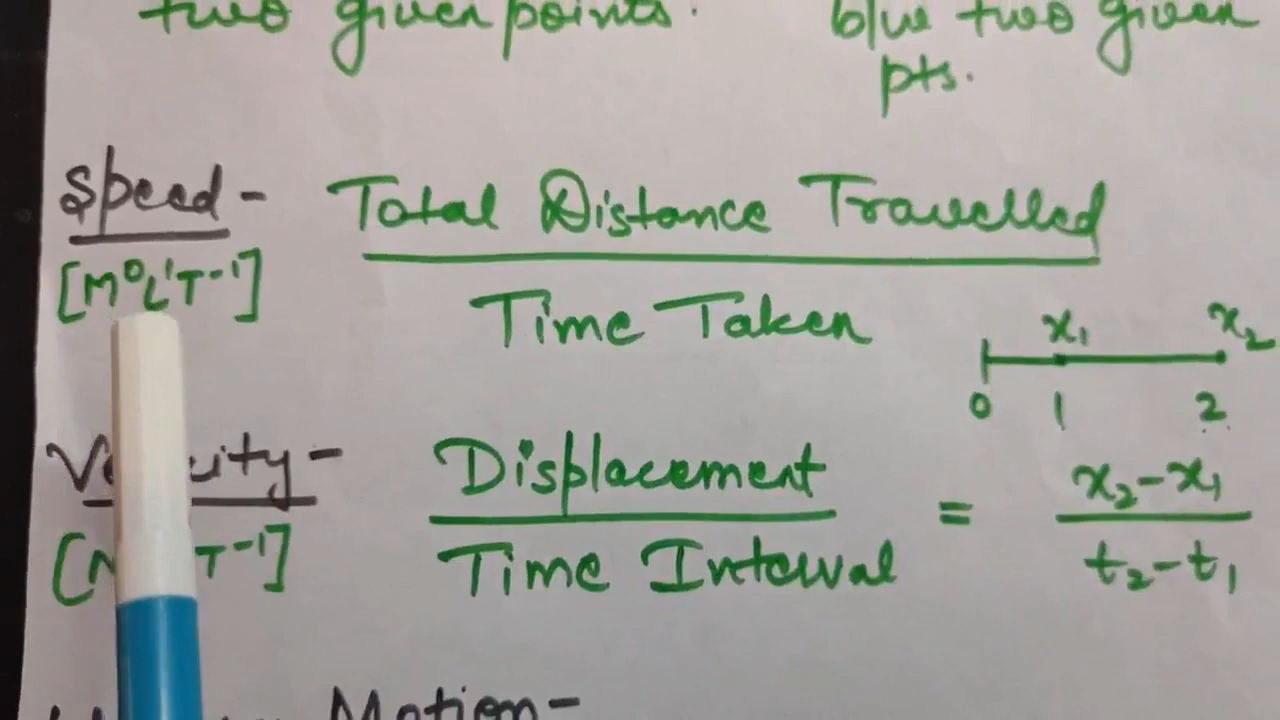 two given points.
b/w two given
pts.
Speed -
Total Distance Travelled
[M⁰L¹T⁻¹]
Time Taken
x₁ x₂
0 1 2
Displacement
= x₂-x₁
[ T⁻¹]
Time Interval
t₂-t₁
Motion -